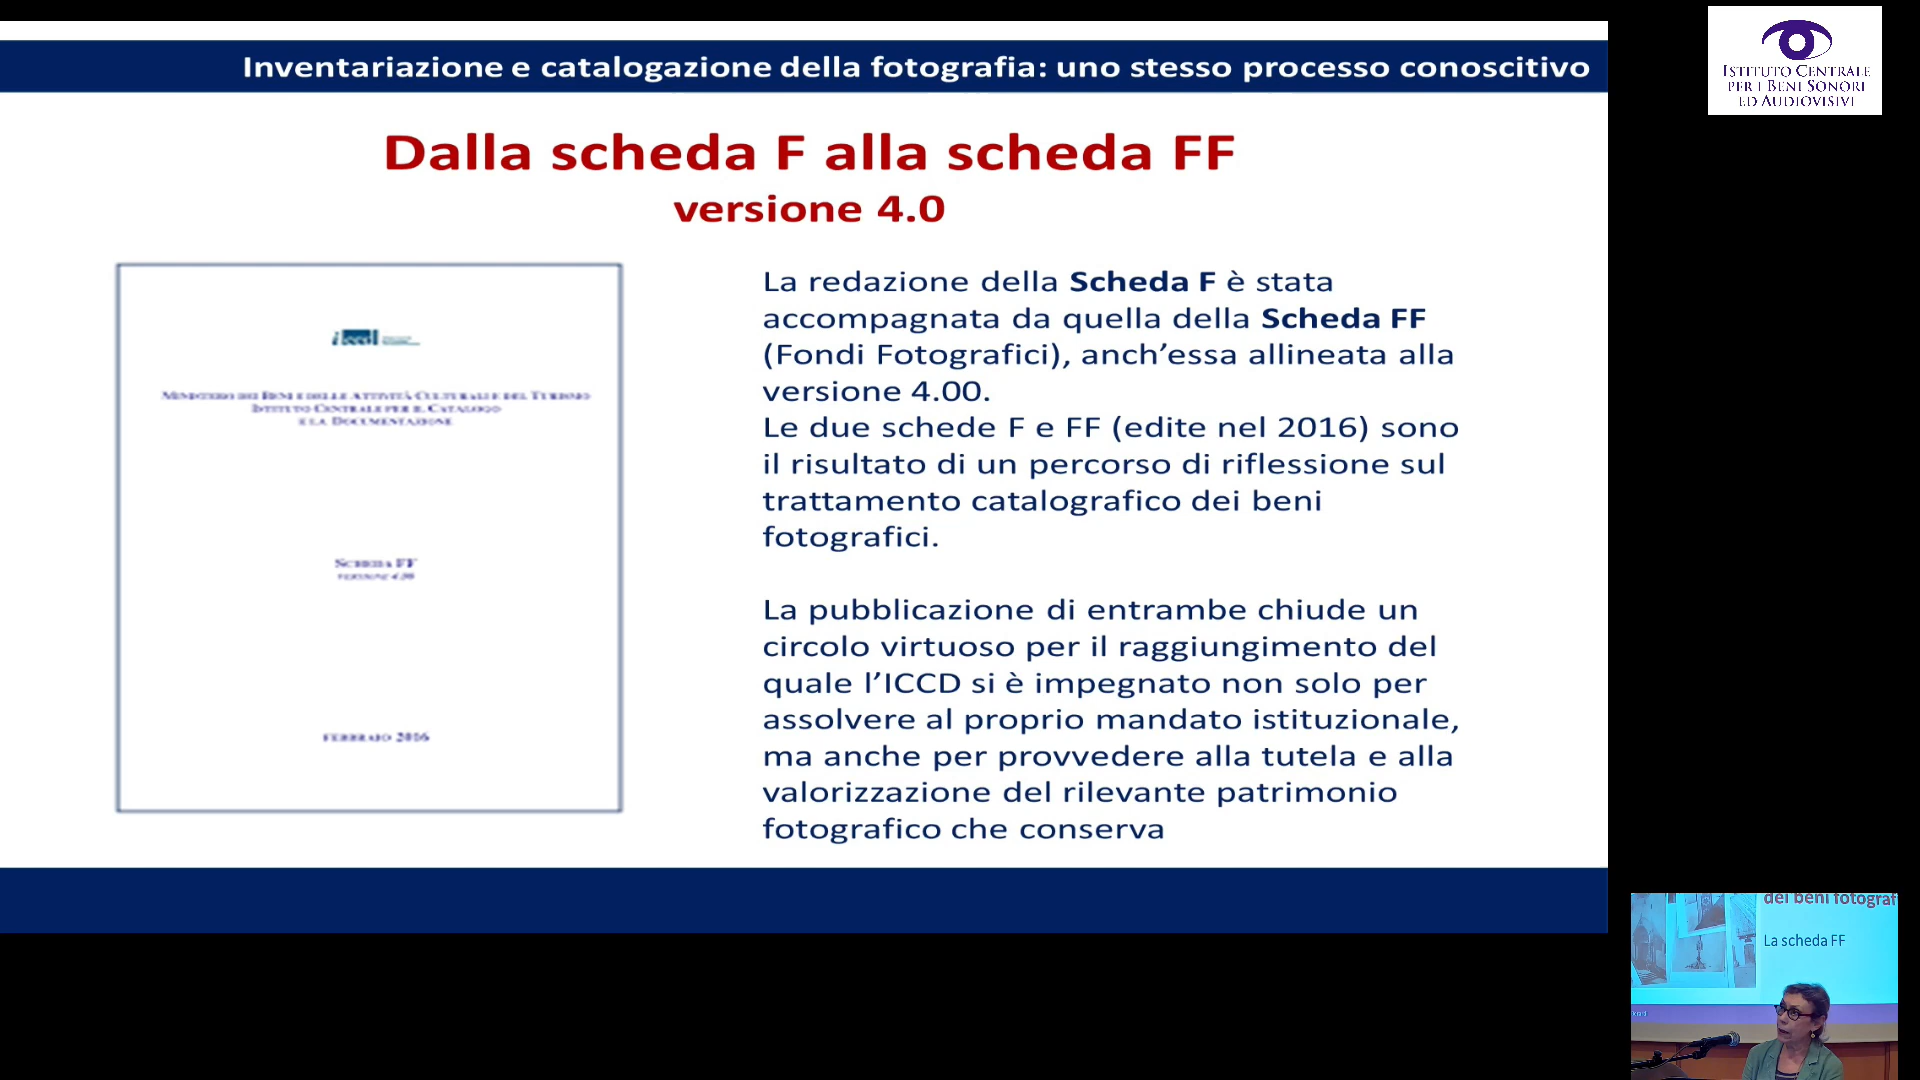 Inventariazione e catalogazione della fotografia: uno stesso processo conoscitivo
Dalla scheda F alla scheda FF
versione 4.0
iccd
MINISTERO DEI BENI E DELLE ATTIVITÀ CULTURALI E DEL TURISMO
ISTITUTO CENTRALE PER IL CATALOGO
E LA DOCUMENTAZIONE
SCHEDA FF
VERSIONE 4.00
FEBBRAIO 2016
La redazione della Scheda F è stata
accompagnata da quella della Scheda FF
(Fondi Fotografici), anch’essa allineata alla
versione 4.00.
Le due schede F e FF (edite nel 2016) sono
il risultato di un percorso di riflessione sul
trattamento catalografico dei beni
fotografici.
La pubblicazione di entrambe chiude un
circolo virtuoso per il raggiungimento del
quale l’ICCD si è impegnato non solo per
assolvere al proprio mandato istituzionale,
ma anche per provvedere alla tutela e alla
valorizzazione del rilevante patrimonio
fotografico che conserva
ISTITUTO CENTRALE
PER I BENI SONORI
ED AUDIOVISIVI
dei beni fotograf
La scheda FF